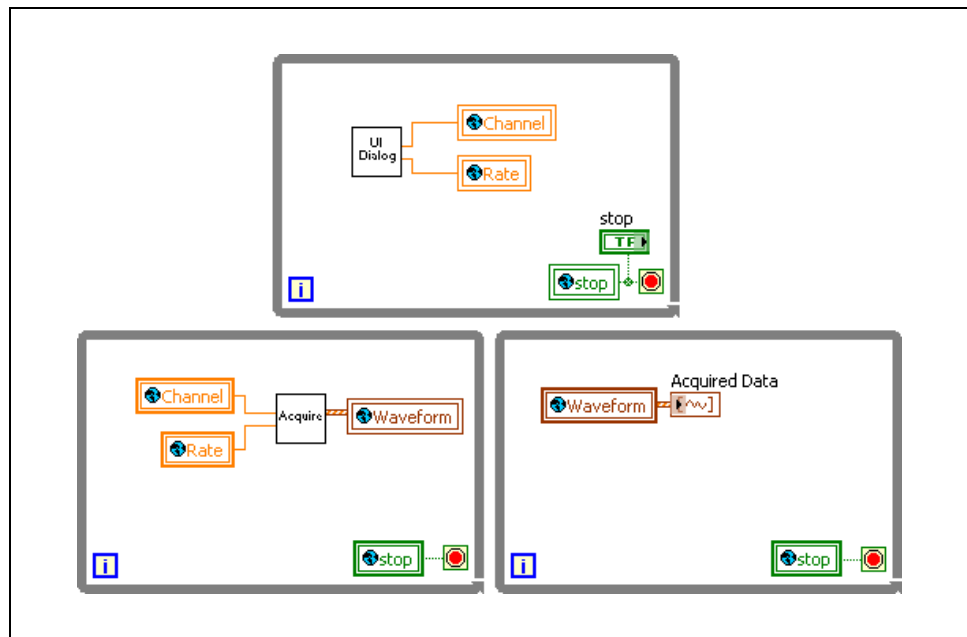 Channel
UI
Dialog
Rate
stop
TF
stop
i
Channel
Acquire
Waveform
Rate
stop
i
Acquired Data
Waveform
stop
i